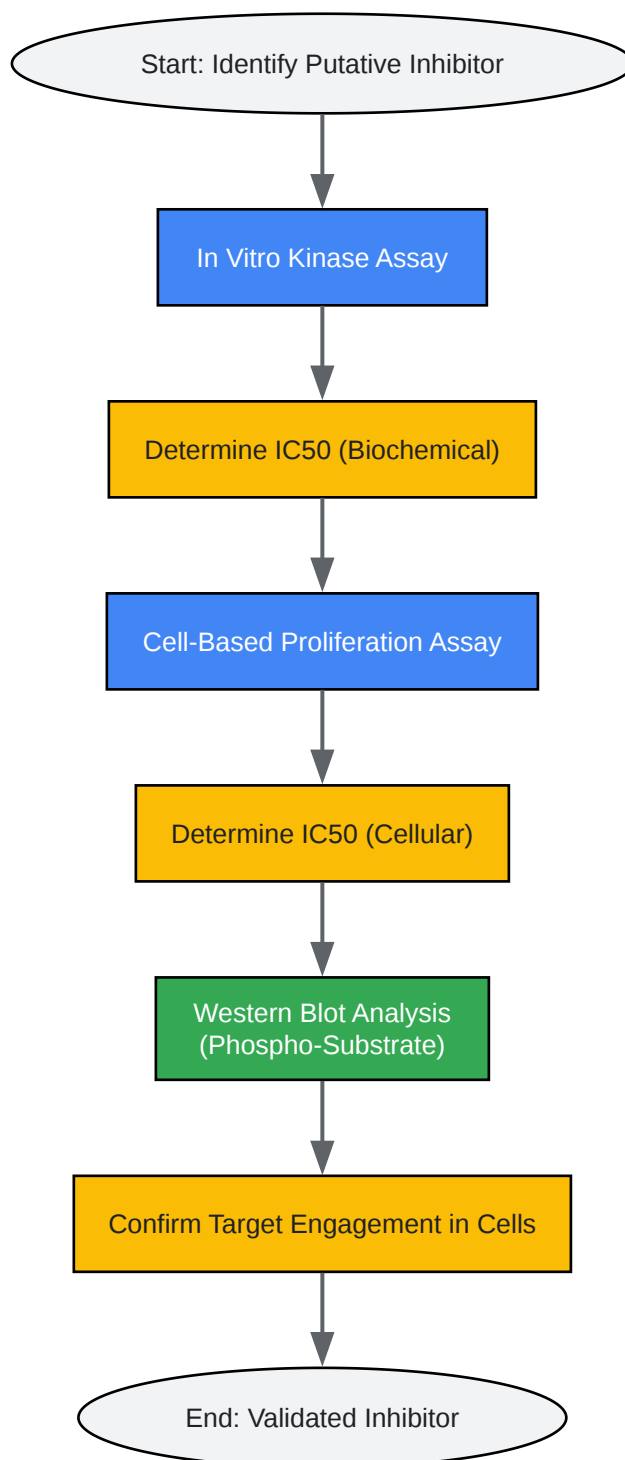 Start: Identify Putative Inhibitor
In Vitro Kinase Assay
Determine IC50 (Biochemical)
Cell-Based Proliferation Assay
Determine IC50 (Cellular)
Western Blot Analysis
(Phospho-Substrate)
Confirm Target Engagement in Cells
End: Validated Inhibitor